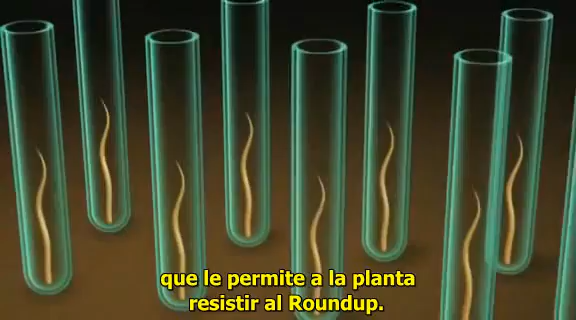 que le permite a la planta
resistir al Roundup.